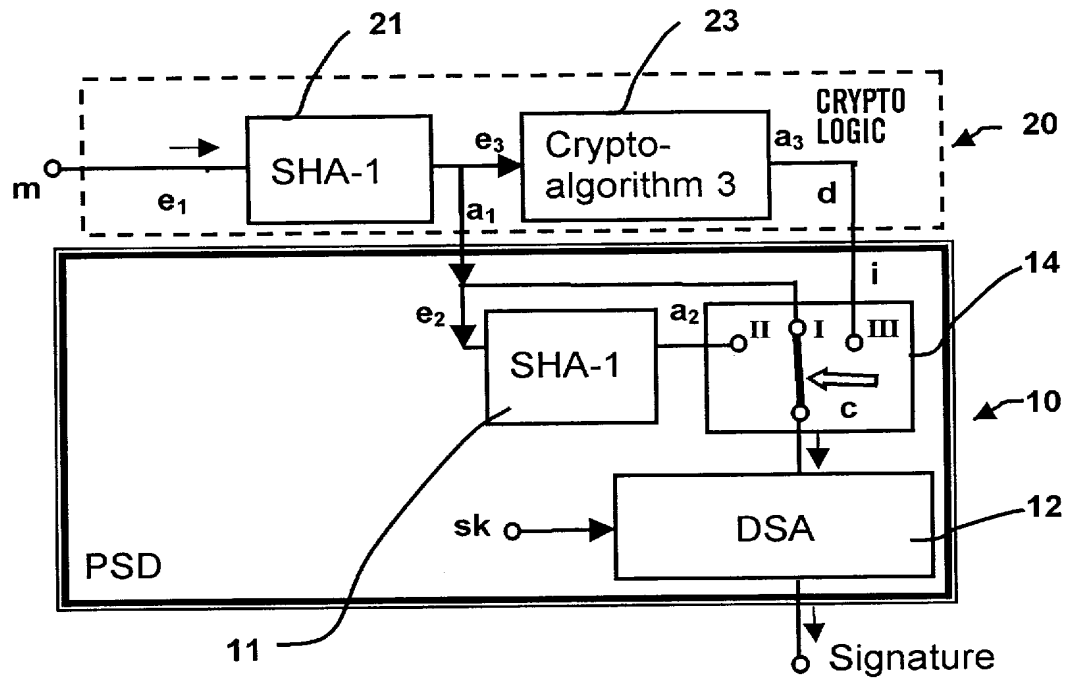 21
23
CRYPTO
LOGIC
20
m
e₁
SHA-1
a₁
e₃
Crypto-
algorithm 3
a₃
d
i
14
e₂
SHA-1
a₂
II
I
III
c
10
sk
DSA
12
PSD
11
Signature